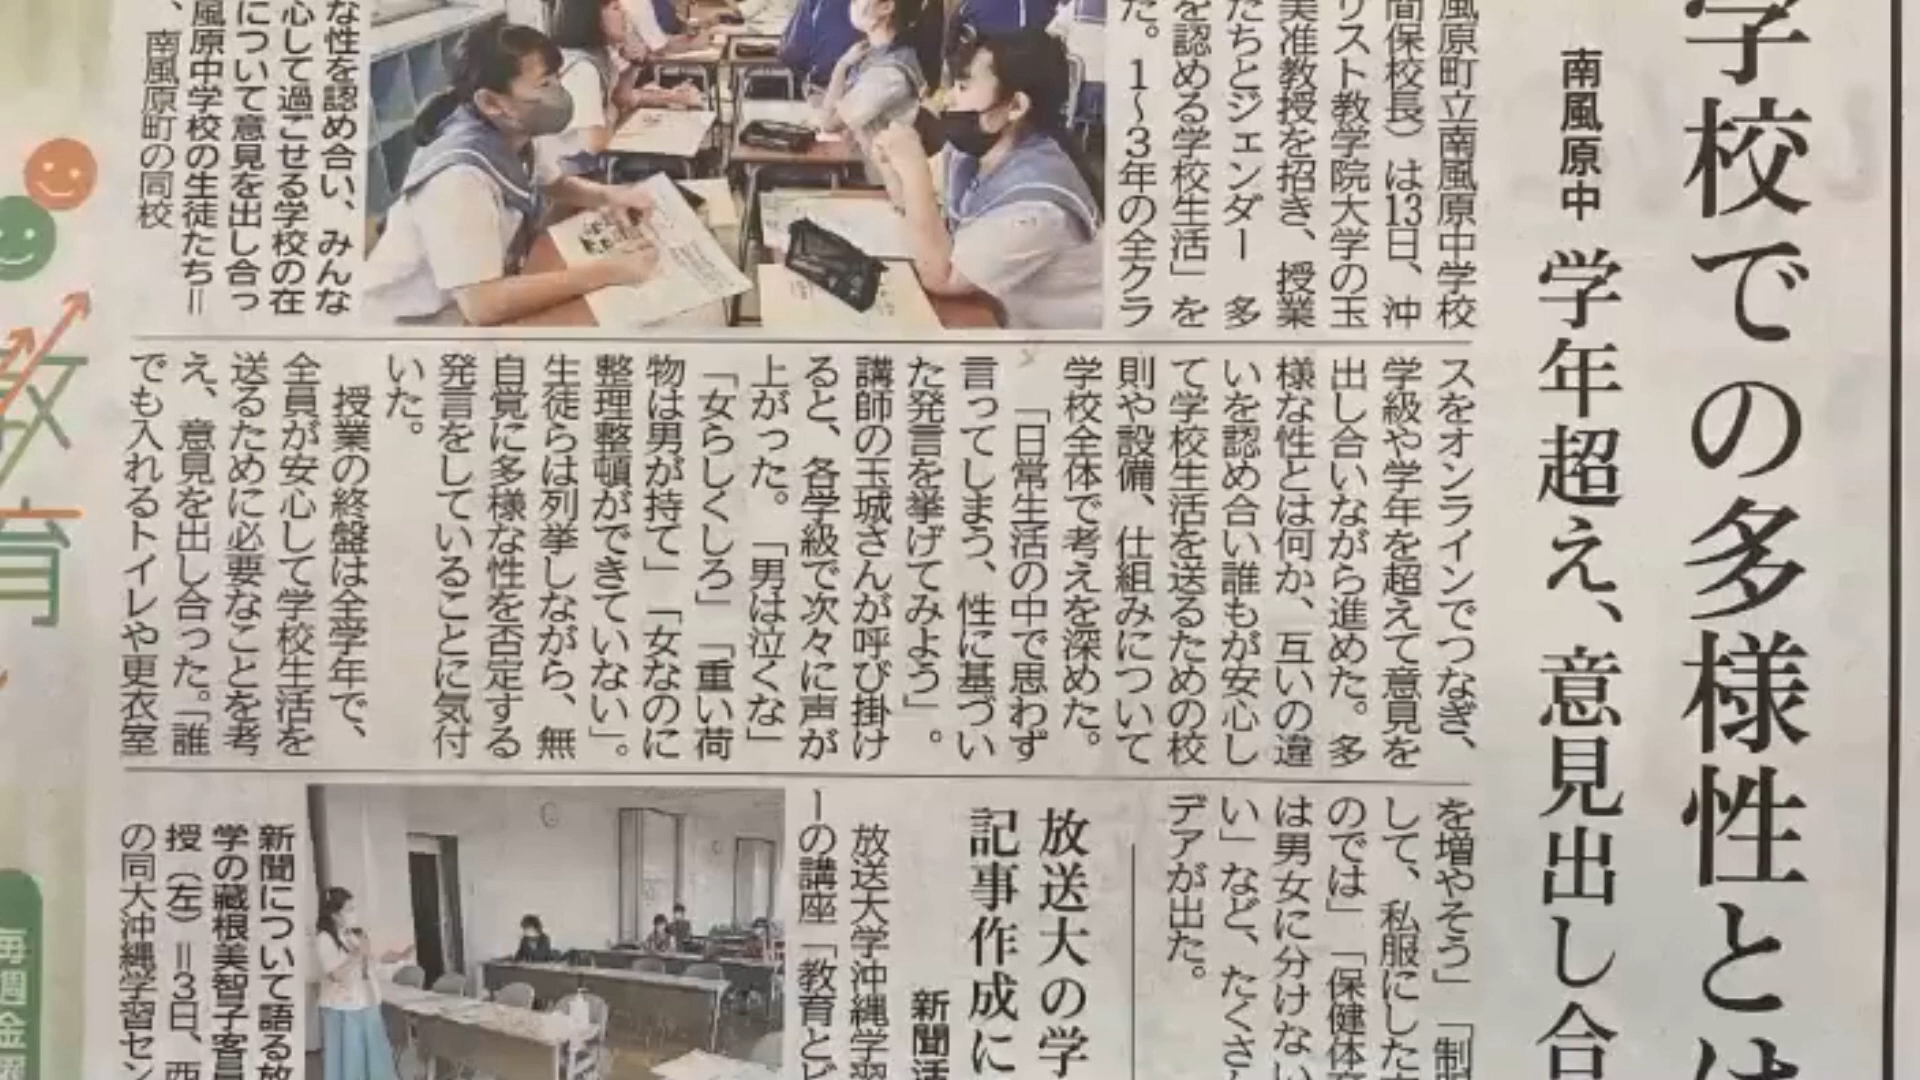 学校での多様性とは
南風原中 学年超え、意見出し合
風原町立南風原中学校
間保校長）は13日、沖
リスト教学院大学の玉
美准教授を招き、授業
たちとジェンダー 多
を認める学校生活」を
た。1〜3年の全クラ
な性を認め合い、みんな
心して過ごせる学校の在
について意見を出し合っ
風原中学校の生徒たち＝
、南風原町の同校
スをオンラインでつなぎ、
学級や学年を超えて意見を
出し合いながら進めた。多
様な性とは何か、互いの違
いを認め合い誰もが安心し
て学校生活を送るための校
則や設備、仕組みについて
学校全体で考えを深めた。
「日常生活の中で思わず
言ってしまう、性に基づい
た発言を挙げてみよう」。
講師の玉城さんが呼び掛け
ると、各学級で次々に声が
上がった。「男は泣くな」
「女らしくしろ」「重い荷
物は男が持て」「女なのに
整理整頓ができていない」。
生徒らは列挙しながら、無
自覚に多様な性を否定する
発言をしていることに気付
いた。
授業の終盤は全学年で、
全員が安心して学校生活を
送るために必要なことを考
え、意見を出し合った。「誰
でも入れるトイレや更衣室
を増やそう」「制服
して、私服にした
のでは」「保健体育
は男女に分けない
い」など、たくさん
デアが出た。
放送大の学
記事作成に
新聞活
放送大学沖縄学習
ーの講座「教育とど
新聞について語る放
学の蔵根美智子客員
授（左）＝3日、西
の同大沖縄学習セン
教育
毎週金曜